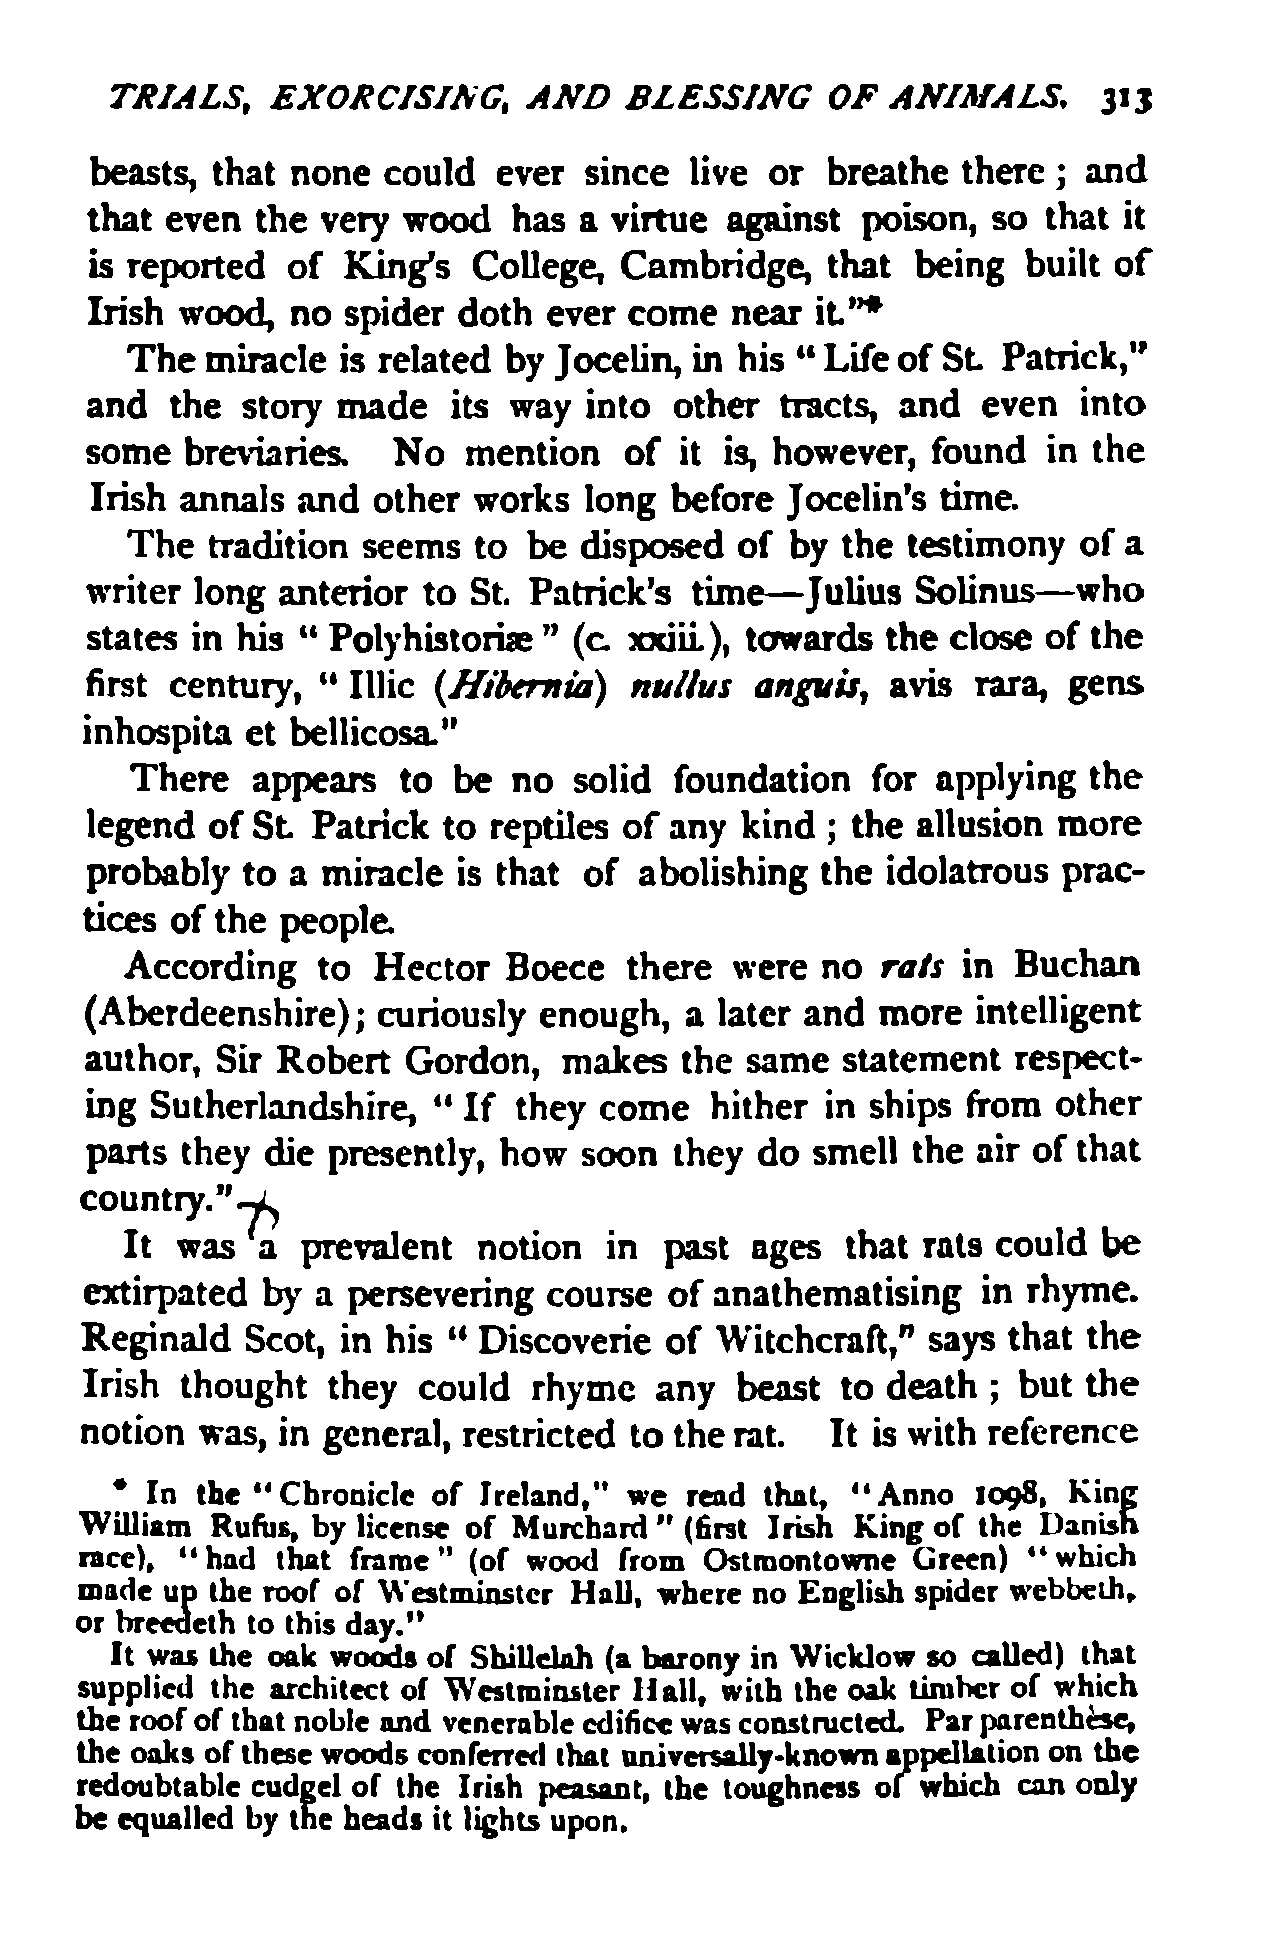 TRIALS, EXORCISING, AND BLESSING OF ANIMALS. 313
beasts, that none could ever since live or breathe there ; and
that even the very wood has a virtue against poison, so that it
is reported of King's College, Cambridge, that being built of
Irish wood, no spider doth ever come near it."*
The miracle is related by Jocelin, in his " Life of St. Patrick,"
and the story made its way into other tracts, and even into
some breviaries. No mention of it is, however, found in the
Irish annals and other works long before Jocelin's time.
The tradition seems to be disposed of by the testimony of a
writer long anterior to St. Patrick's time—Julius Solinus—who
states in his " Polyhistoriæ " (c. xxiii.), towards the close of the
first century, " Illic (Hibernia) nullus anguis, avis rara, gens
inhospita et bellicosa."
There appears to be no solid foundation for applying the
legend of St. Patrick to reptiles of any kind ; the allusion more
probably to a miracle is that of abolishing the idolatrous prac-
tices of the people.
According to Hector Boece there were no rats in Buchan
(Aberdeenshire); curiously enough, a later and more intelligent
author, Sir Robert Gordon, makes the same statement respect-
ing Sutherlandshire, " If they come hither in ships from other
parts they die presently, how soon they do smell the air of that
country."
It was a prevalent notion in past ages that rats could be
extirpated by a persevering course of anathematising in rhyme.
Reginald Scot, in his " Discoverie of Witchcraft," says that the
Irish thought they could rhyme any beast to death ; but the
notion was, in general, restricted to the rat. It is with reference
* In the "Chronicle of Ireland," we read that, "Anno 1098, King
William Rufus, by license of Murchard " (first Irish King of the Danish
race), "had that frame " (of wood from Ostmontowne Green) "which
made up the roof of Westminster Hall, where no English spider webbeth,
or breedeth to this day."
It was the oak woods of Shillelah (a barony in Wicklow so called) that
supplied the architect of Westminster Hall, with the oak timber of which
the roof of that noble and venerable edifice was constructed. Par parenthèse,
the oaks of these woods conferred that universally-known appellation on the
redoubtable cudgel of the Irish peasant, the toughness of which can only
be equalled by the heads it lights upon.